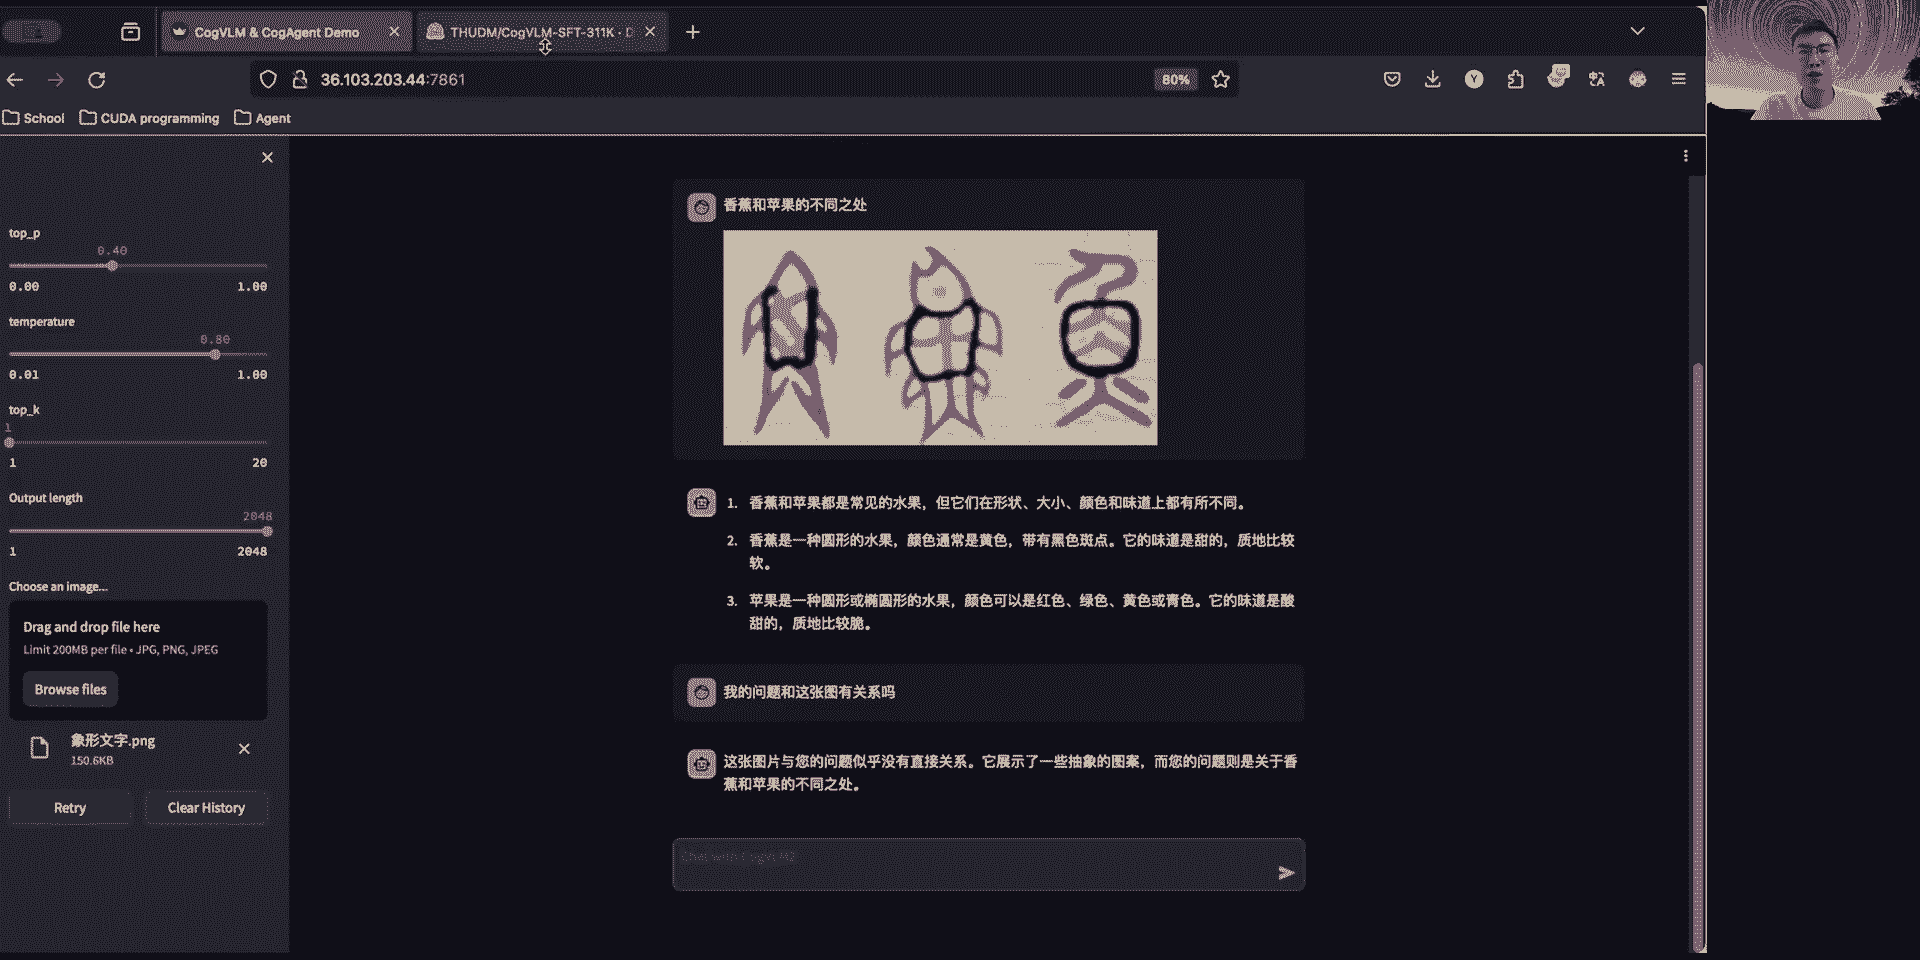 CogVLM & CogAgent Demo
THUDM/CogVLM-SFT-311K · D
36.103.203.44:7861
80%
School
CUDA programming
Agent
top_p
0.40
0.00 1.00
temperature
0.80
0.01 1.00
top_k
1
1 20
Output length
2048
1 2048
Choose an image...
Drag and drop file here
Limit 200MB per file • JPG, PNG, JPEG
Browse files
象形文字.png
150.6KB
Retry
Clear History
香蕉和苹果的不同之处
1. 香蕉和苹果都是常见的水果，但它们在形状、大小、颜色和味道上都有所不同。
2. 香蕉是一种圆形的水果，颜色通常是黄色，带有黑色斑点。它的味道是甜的，质地比较
软。
3. 苹果是一种圆形或椭圆形的水果，颜色可以是红色、绿色、黄色或青色。它的味道是酸
甜的，质地比较脆。
我的问题和这张图有关系吗
这张图片与您的问题似乎没有直接关系。它展示了一些抽象的图案，而您的问题则是关于香
蕉和苹果的不同之处。